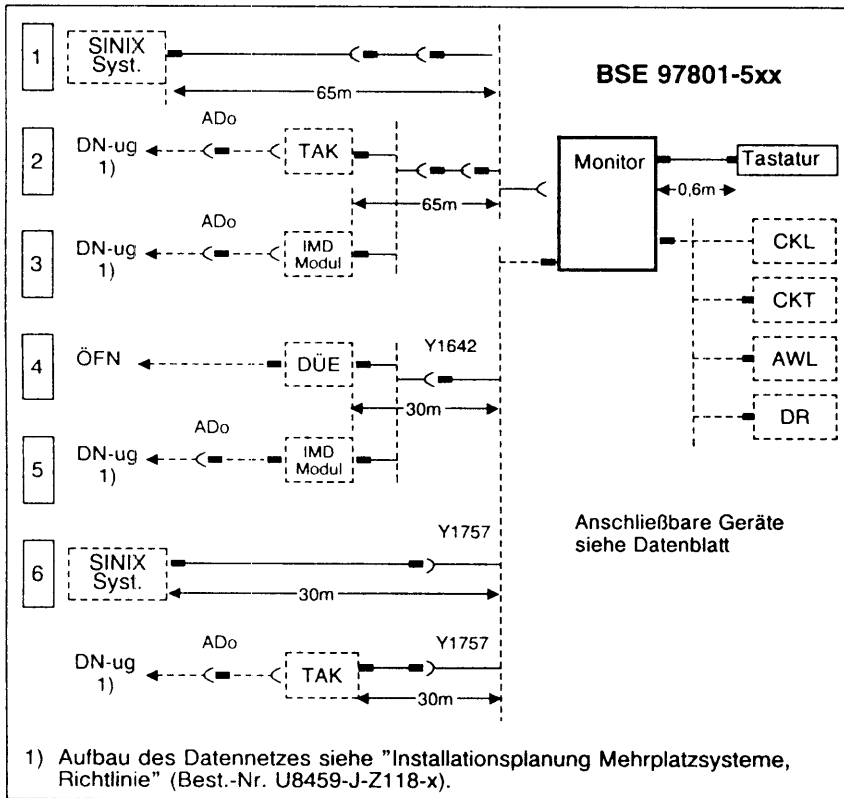 1
SINIX
Syst.
65m
BSE 97801-5xx
2
DN-ug
1)
ADo
TAK
65m
Monitor
Tastatur
0,6m
3
DN-ug
1)
ADo
IMD
Modul
CKL
CKT
AWL
DR
4
ÖFN
DÜE
Y1642
30m
5
DN-ug
1)
ADo
IMD
Modul
Anschließbare Geräte
siehe Datenblatt
6
SINIX
Syst.
Y1757
30m
DN-ug
1)
ADo
TAK
Y1757
30m
1) Aufbau des Datennetzes siehe "Installationsplanung Mehrplatzsysteme,
Richtlinie" (Best.-Nr. U8459-J-Z118-x).